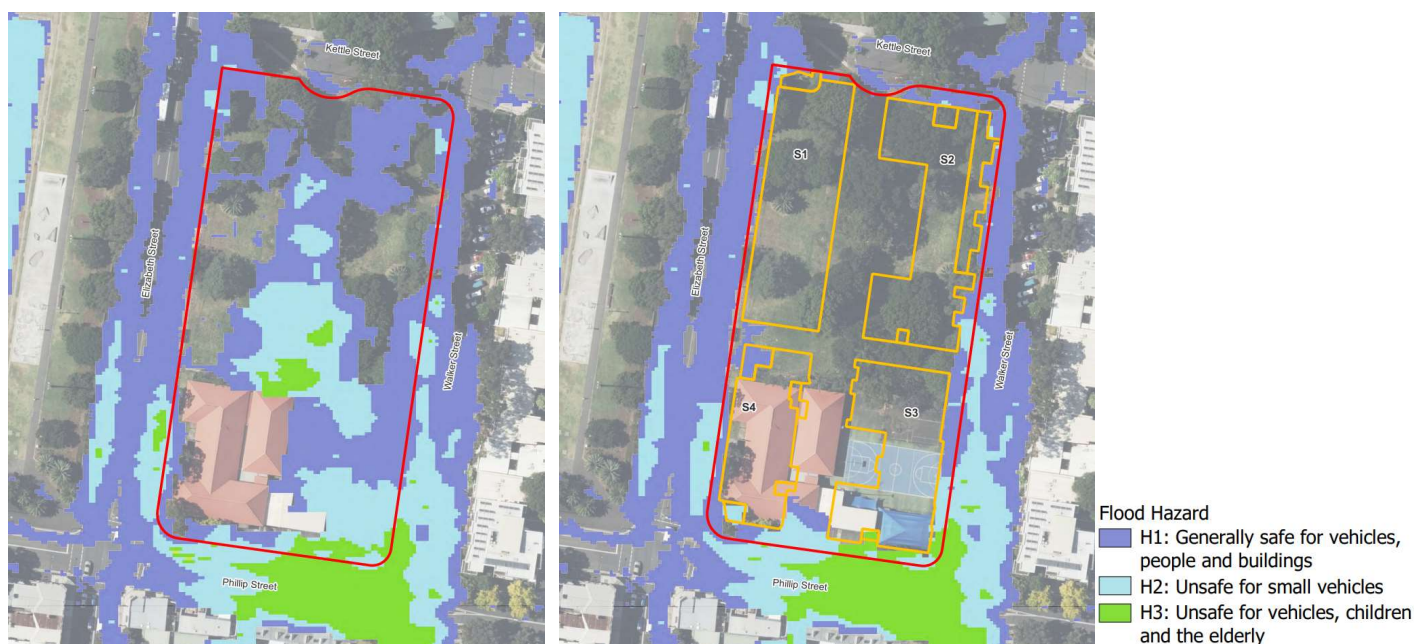 Kettle Street
Elizabeth Street
Walker Street
Phillip Street
Kettle Street
S1
S2
Elizabeth Street
Walker Street
S4
S3
Phillip Street
Flood Hazard
H1: Generally safe for vehicles,
people and buildings
H2: Unsafe for small vehicles
H3: Unsafe for vehicles, children
and the elderly